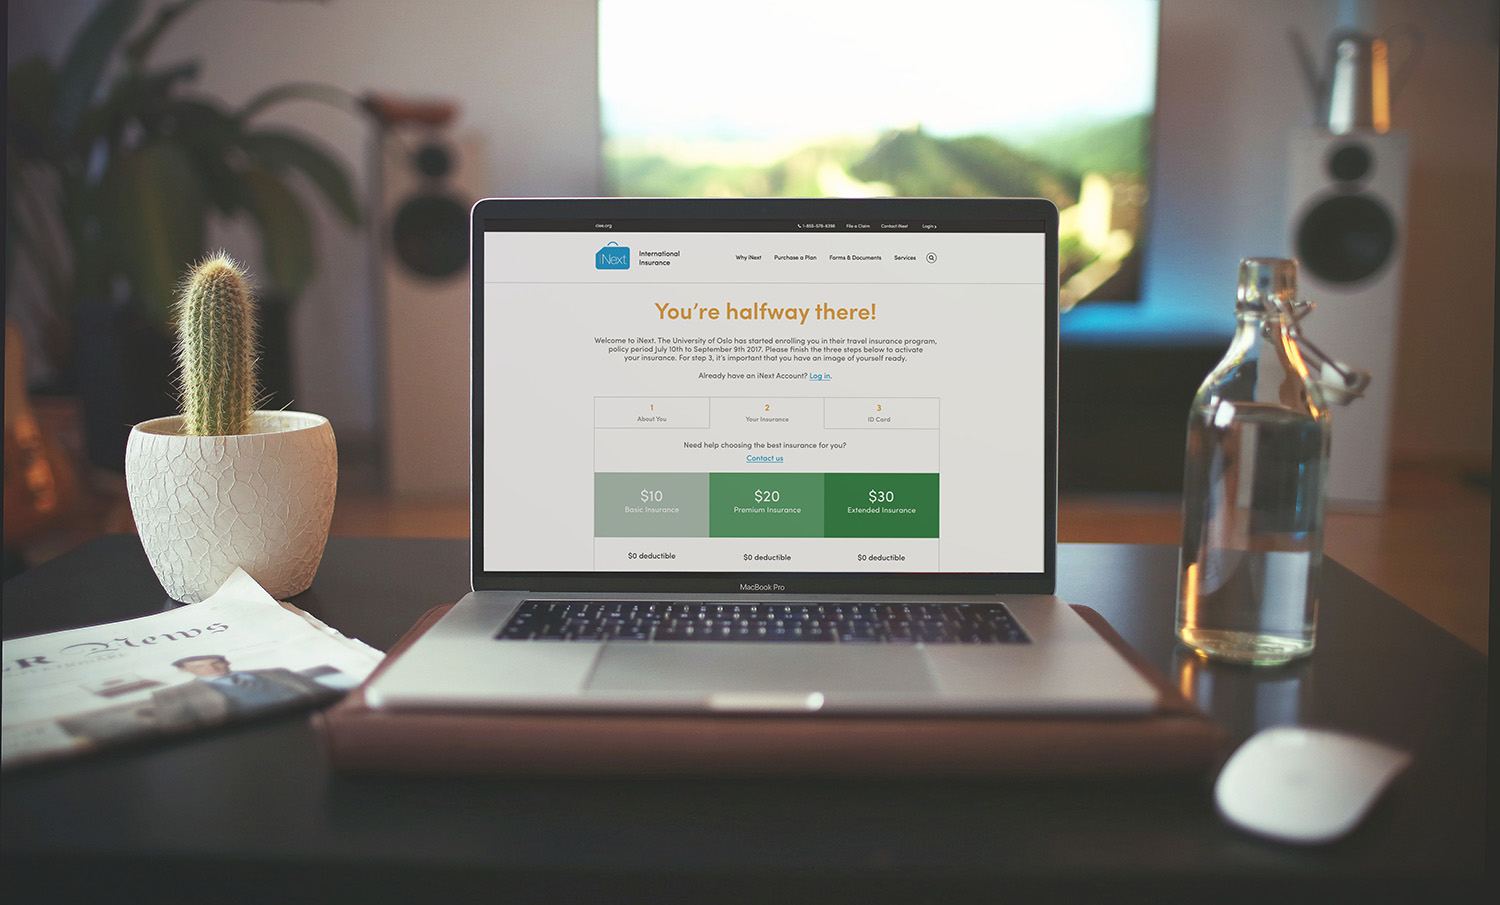 ciee.org
1-855-578-6398 File a Claim Contact iNext Login
iNext
International
Insurance
Why iNext Purchase a Plan Forms & Documents Services
You're halfway there!
Welcome to iNext. The University of Oslo has started enrolling you in their travel insurance program,
policy period July 10th to September 9th 2017. Please finish the three steps below to activate
your insurance. For step 3, it's important that you have an image of yourself ready.
Already have an iNext Account? Log in.
1 2 3
About You Your Insurance ID Card
Need help choosing the best insurance for you?
Contact us
$10 $20 $30
Basic Insurance Premium Insurance Extended Insurance
$0 deductible $0 deductible $0 deductible
MacBook Pro
R News